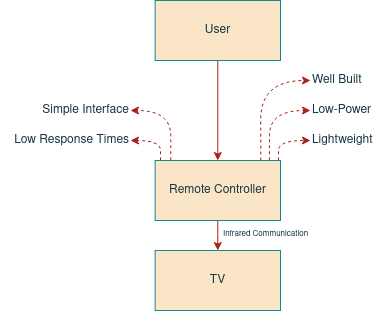 User
Well Built
Simple Interface
Low-Power
Low Response Times
Lightweight
Remote Controller
Infrared Communication
TV